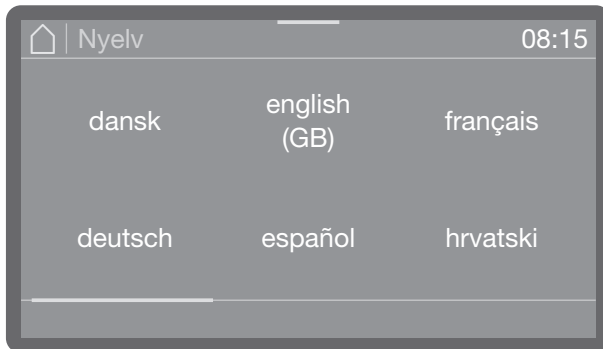 Nyelv 08:15
dansk english (GB) français
deutsch español hrvatski